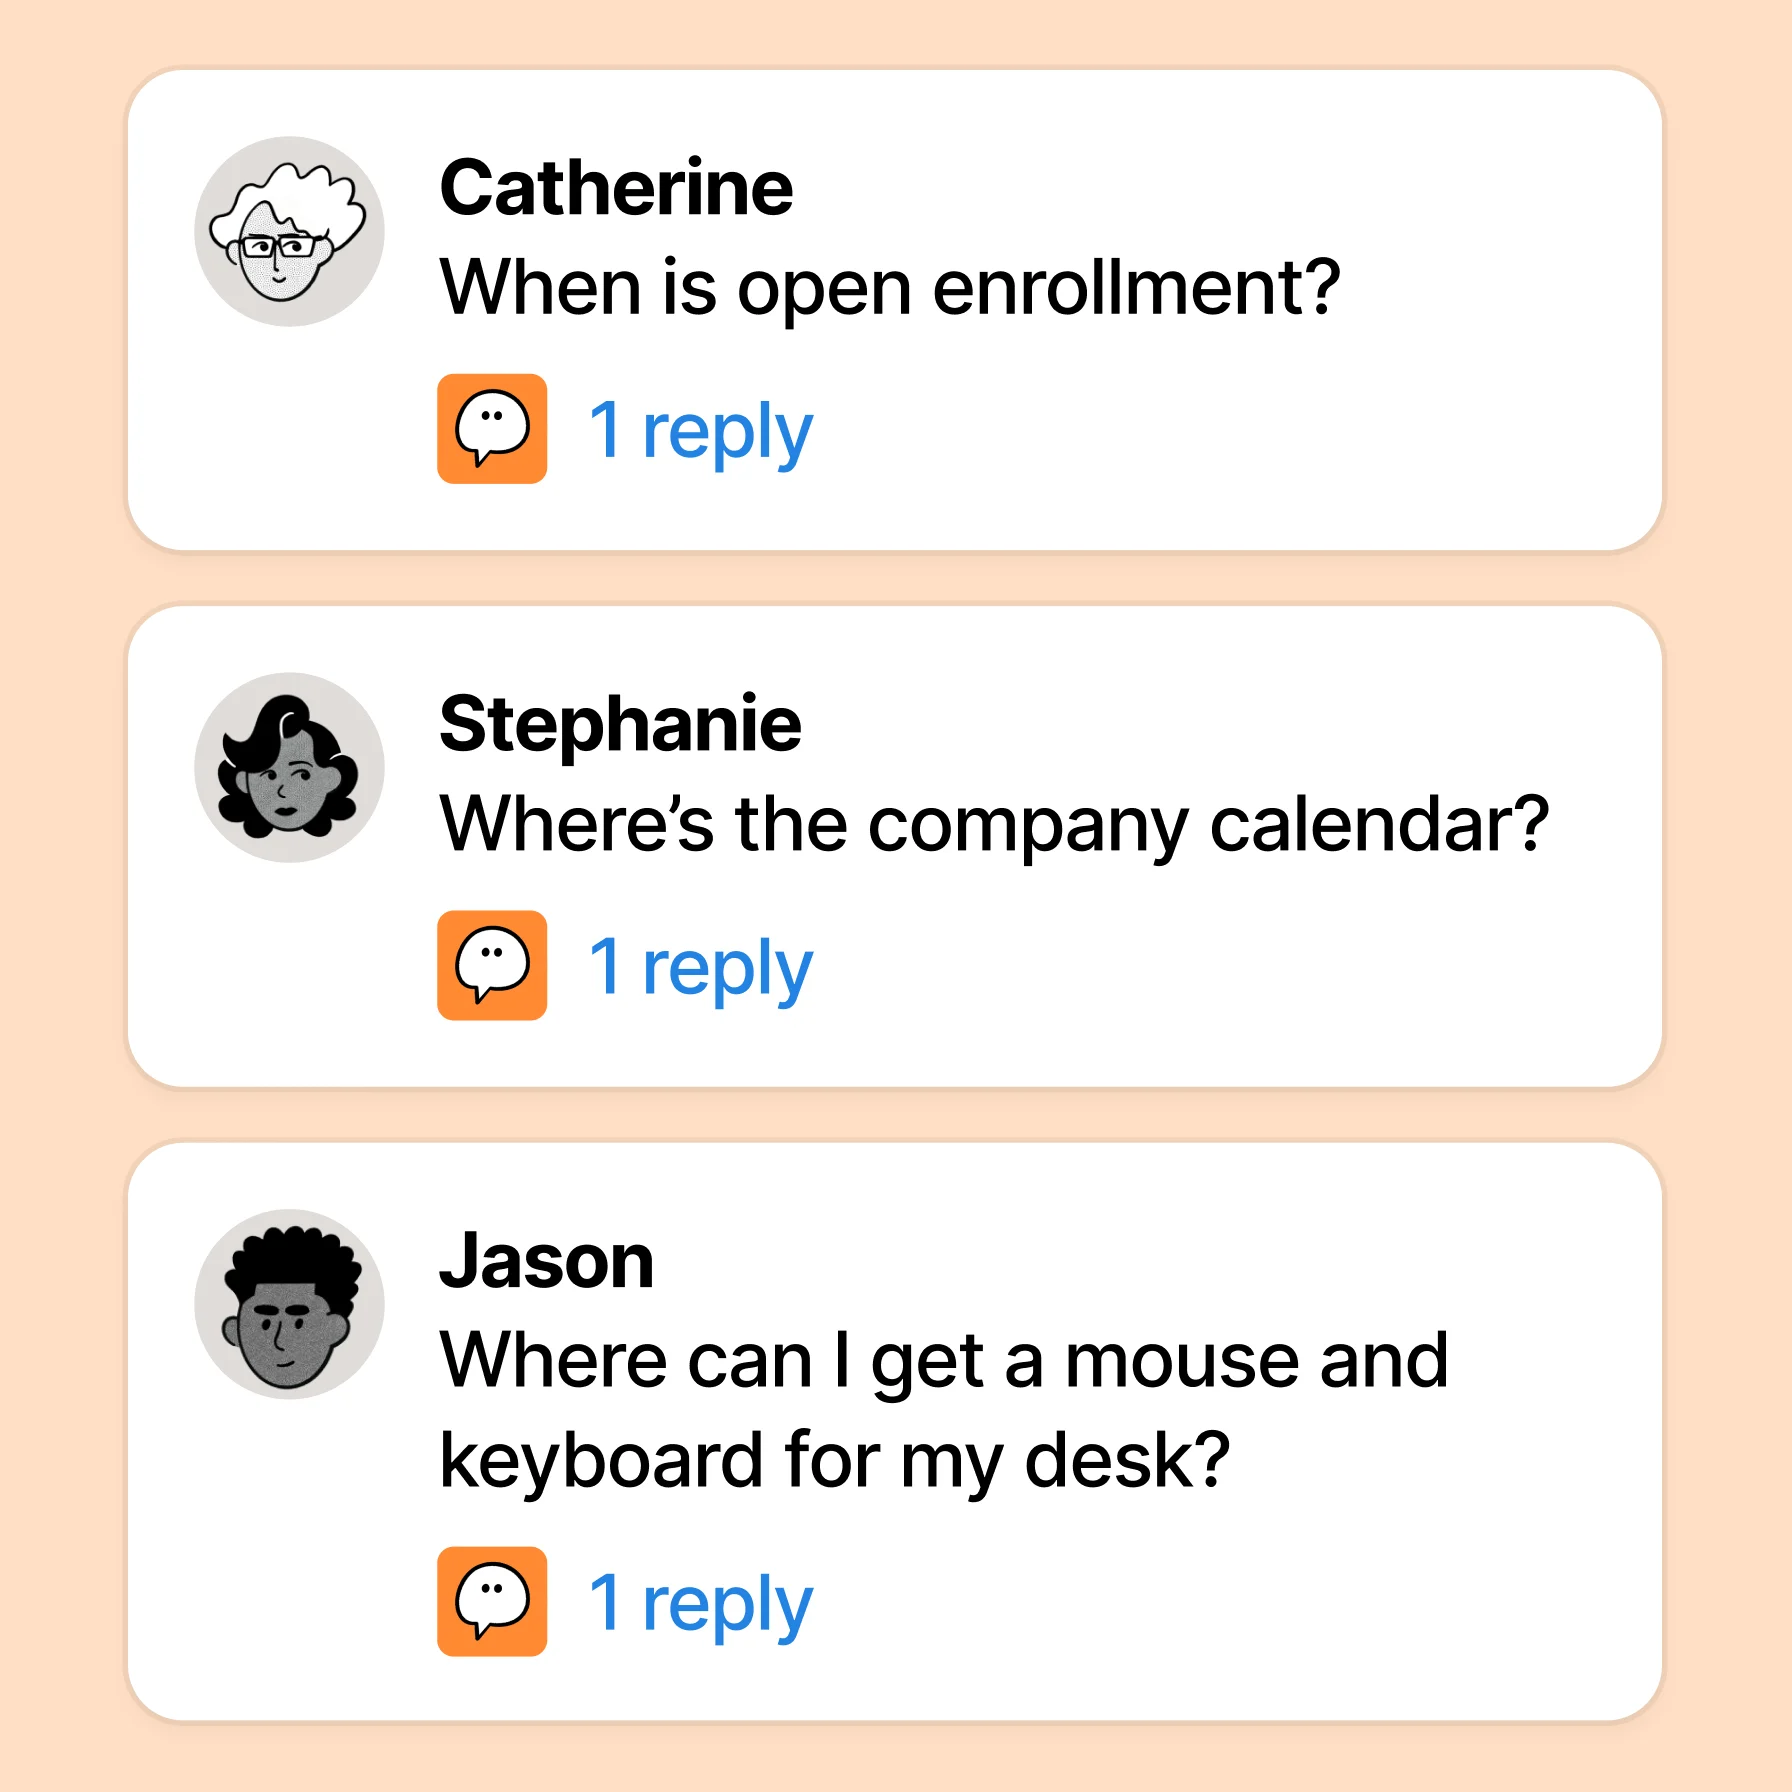 Catherine
When is open enrollment?
1 reply
Stephanie
Where’s the company calendar?
1 reply
Jason
Where can I get a mouse and
keyboard for my desk?
1 reply